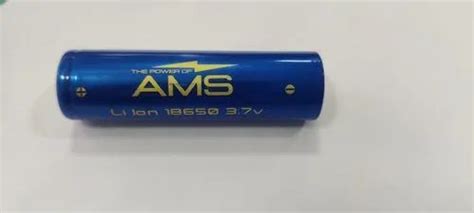 THE POWER OF
AMS
Li Ion 18650 3.7v